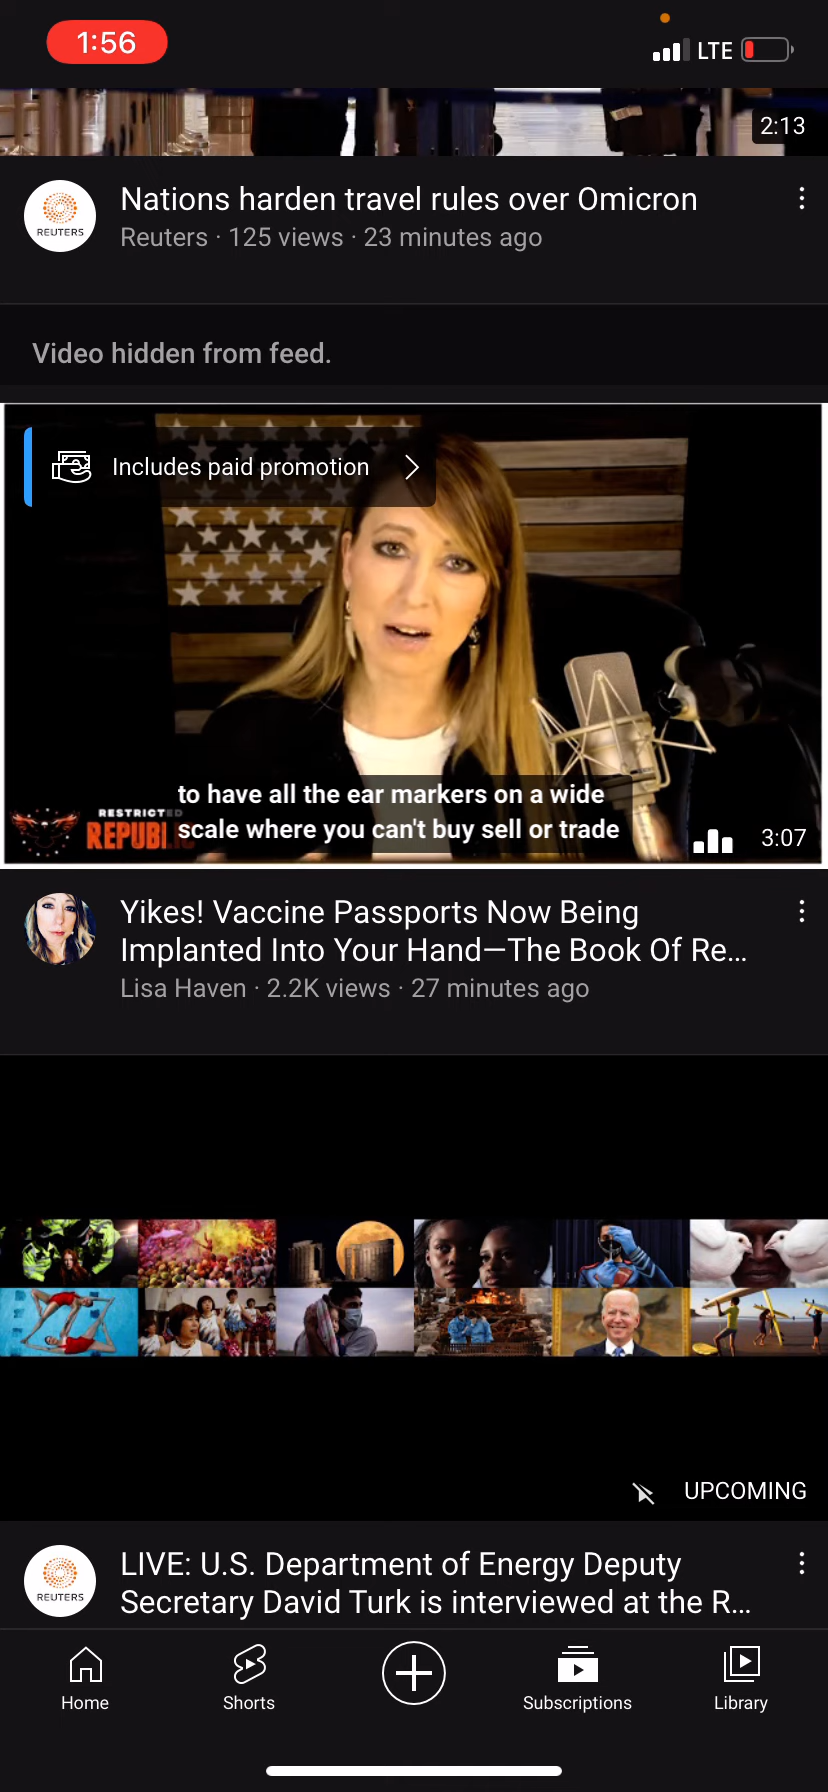 1:56
LTE
2:13
REUTERS
Nations harden travel rules over Omicron
Reuters · 125 views · 23 minutes ago
Video hidden from feed.
Includes paid promotion
to have all the ear markers on a wide
scale where you can't buy sell or trade
RESTRICTED
REPUBLIC
3:07
Yikes! Vaccine Passports Now Being
Implanted Into Your Hand—The Book Of Re...
Lisa Haven · 2.2K views · 27 minutes ago
UPCOMING
REUTERS
LIVE: U.S. Department of Energy Deputy
Secretary David Turk is interviewed at the R...
Home
Shorts
Subscriptions
Library